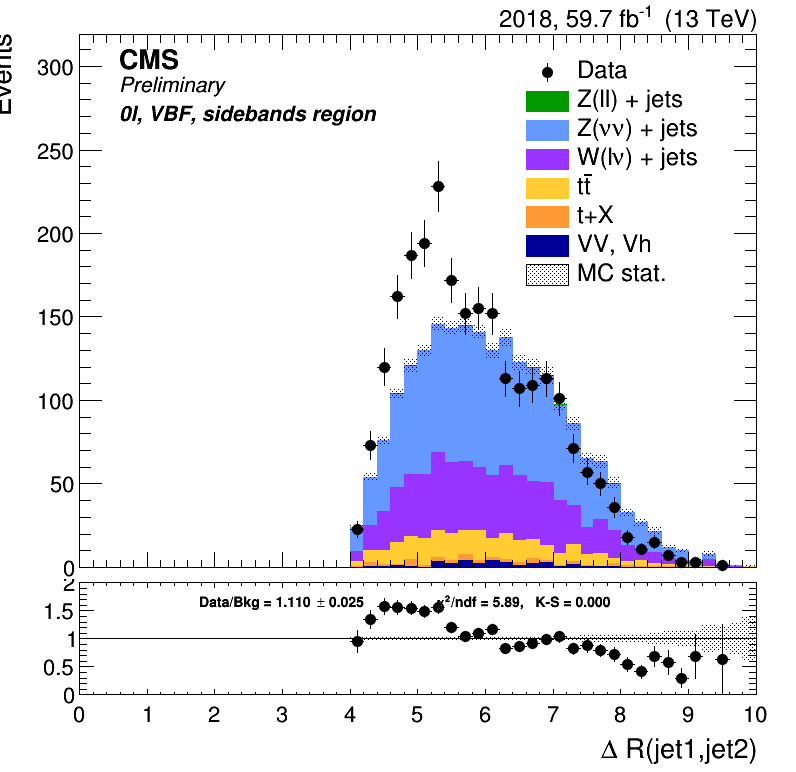 2018, 59.7 fb⁻¹ (13 TeV)
Events
CMS
Preliminary
0l, VBF, sidebands region
Data
Z(ll) + jets
Z(νν) + jets
W(lν) + jets
tt̄
t+X
VV, Vh
MC stat.
300
250
200
150
100
50
0
Data/Bkg = 1.110 ± 0.025
χ²/ndf = 5.89, K-S = 0.000
2
1.5
1
0.5
0
0 1 2 3 4 5 6 7 8 9 10
Δ R(jet1,jet2)